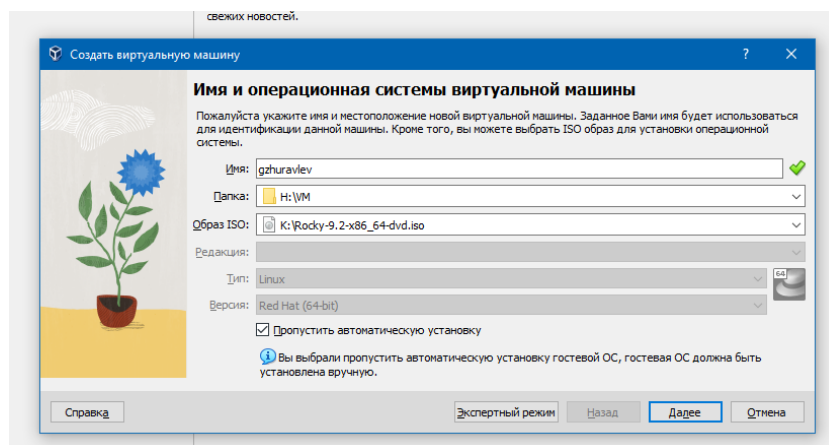 свежих новостей.
Создать виртуальную машину
?
Имя и операционная системы виртуальной машины
Пожалуйста укажите имя и местоположение новой виртуальной машины. Заданное Вами имя будет использоваться
для идентификации данной машины. Кроме того, вы можете выбрать ISO образ для установки операционной
системы.
Имя: gzhuravlev
Папка: H:\VM
Образ ISO: K:\Rocky-9.2-x86_64-dvd.iso
Редакция:
Тип: Linux
64
Версия: Red Hat (64-bit)
Пропустить автоматическую установку
Вы выбрали пропустить автоматическую установку гостевой ОС, гостевая ОС должна быть
установлена вручную.
Справка Экспертный режим Назад Далее Отмена